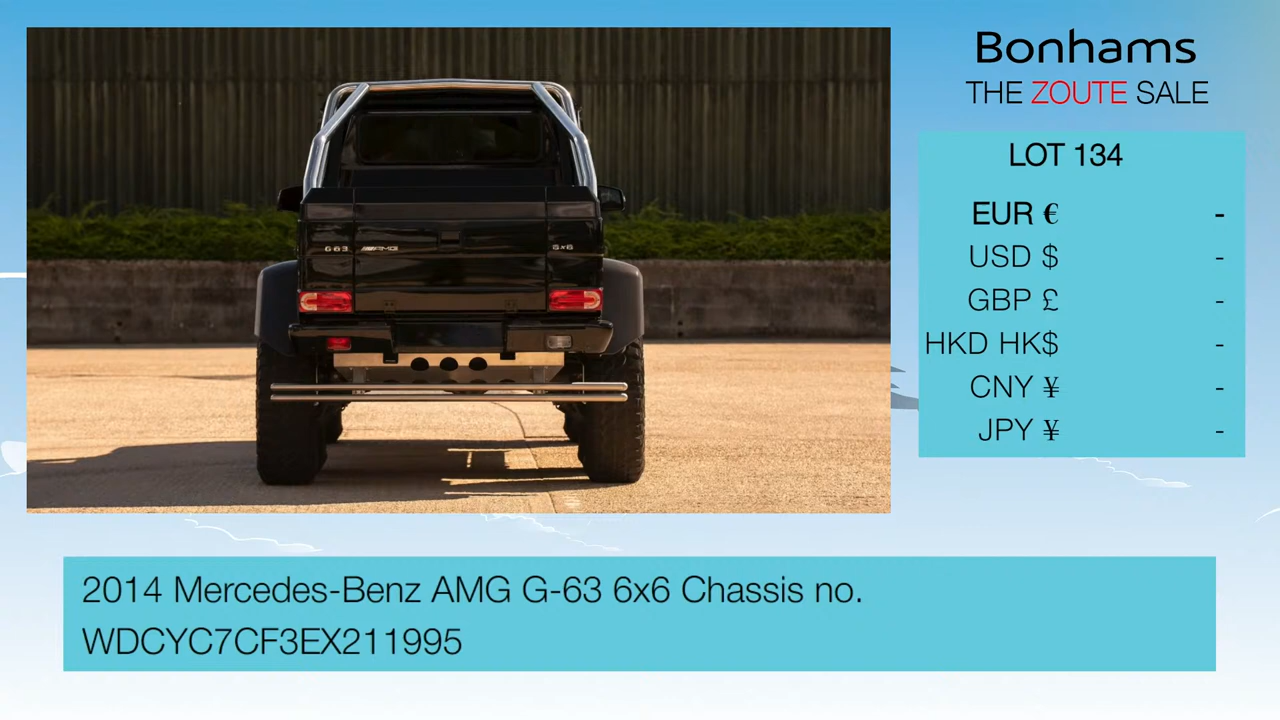 Bonhams
THE ZOUTE SALE
LOT 134
EUR € -
USD $ -
GBP £ -
HKD HK$ -
CNY ¥ -
JPY ¥ -
G63 AMG 6x6
2014 Mercedes-Benz AMG G-63 6x6 Chassis no.
WDCYC7CF3EX211995